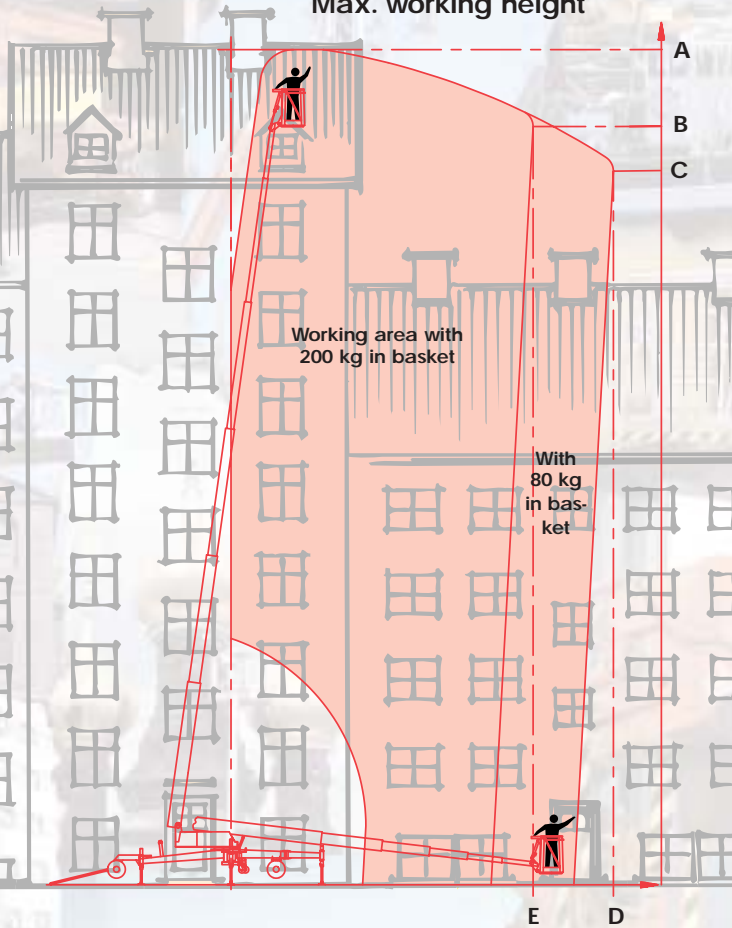 Max. working height
A
B
C
Working area with
200 kg in basket
With
80 kg
in bas-
ket
E
D